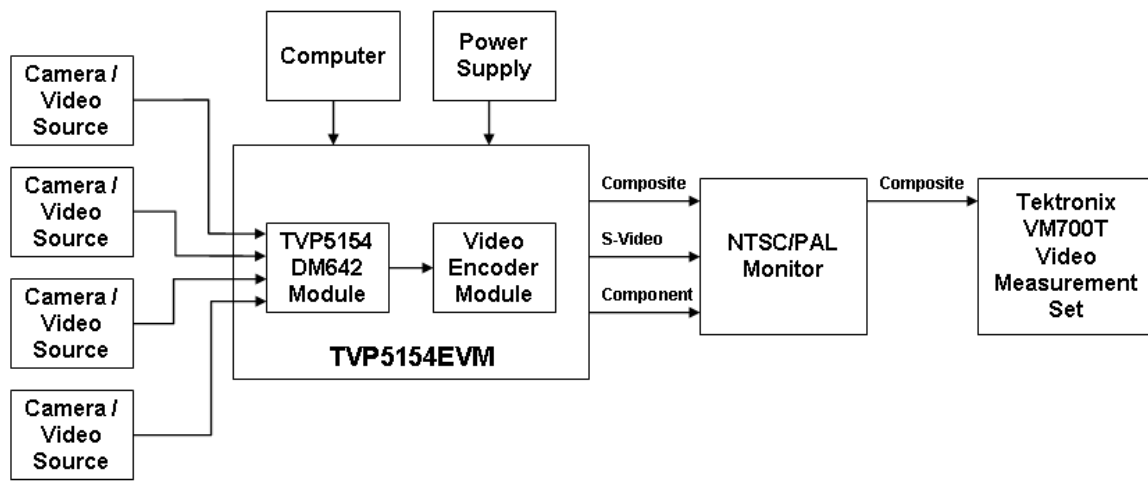 Camera /
Video
Source
Camera /
Video
Source
Camera /
Video
Source
Camera /
Video
Source
Computer
Power
Supply
TVP5154
DM642
Module
Video
Encoder
Module
TVP5154EVM
Composite
S-Video
Component
NTSC/PAL
Monitor
Composite
Tektronix
VM700T
Video
Measurement
Set